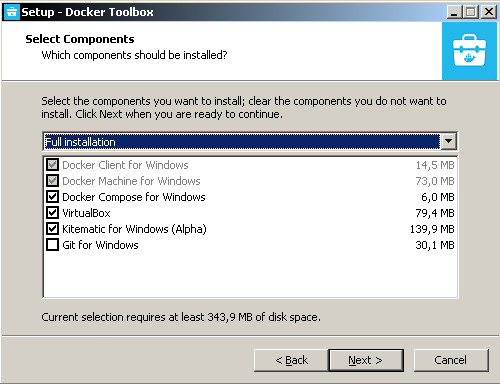 Setup - Docker Toolbox
Select Components
Which components should be installed?
Select the components you want to install; clear the components you do not want to
install. Click Next when you are ready to continue.
Full installation
Docker Client for Windows 14,5 MB
Docker Machine for Windows 73,0 MB
Docker Compose for Windows 6,0 MB
VirtualBox 79,4 MB
Kitematic for Windows (Alpha) 139,9 MB
Git for Windows 30,1 MB
Current selection requires at least 343,9 MB of disk space.
< Back Next > Cancel